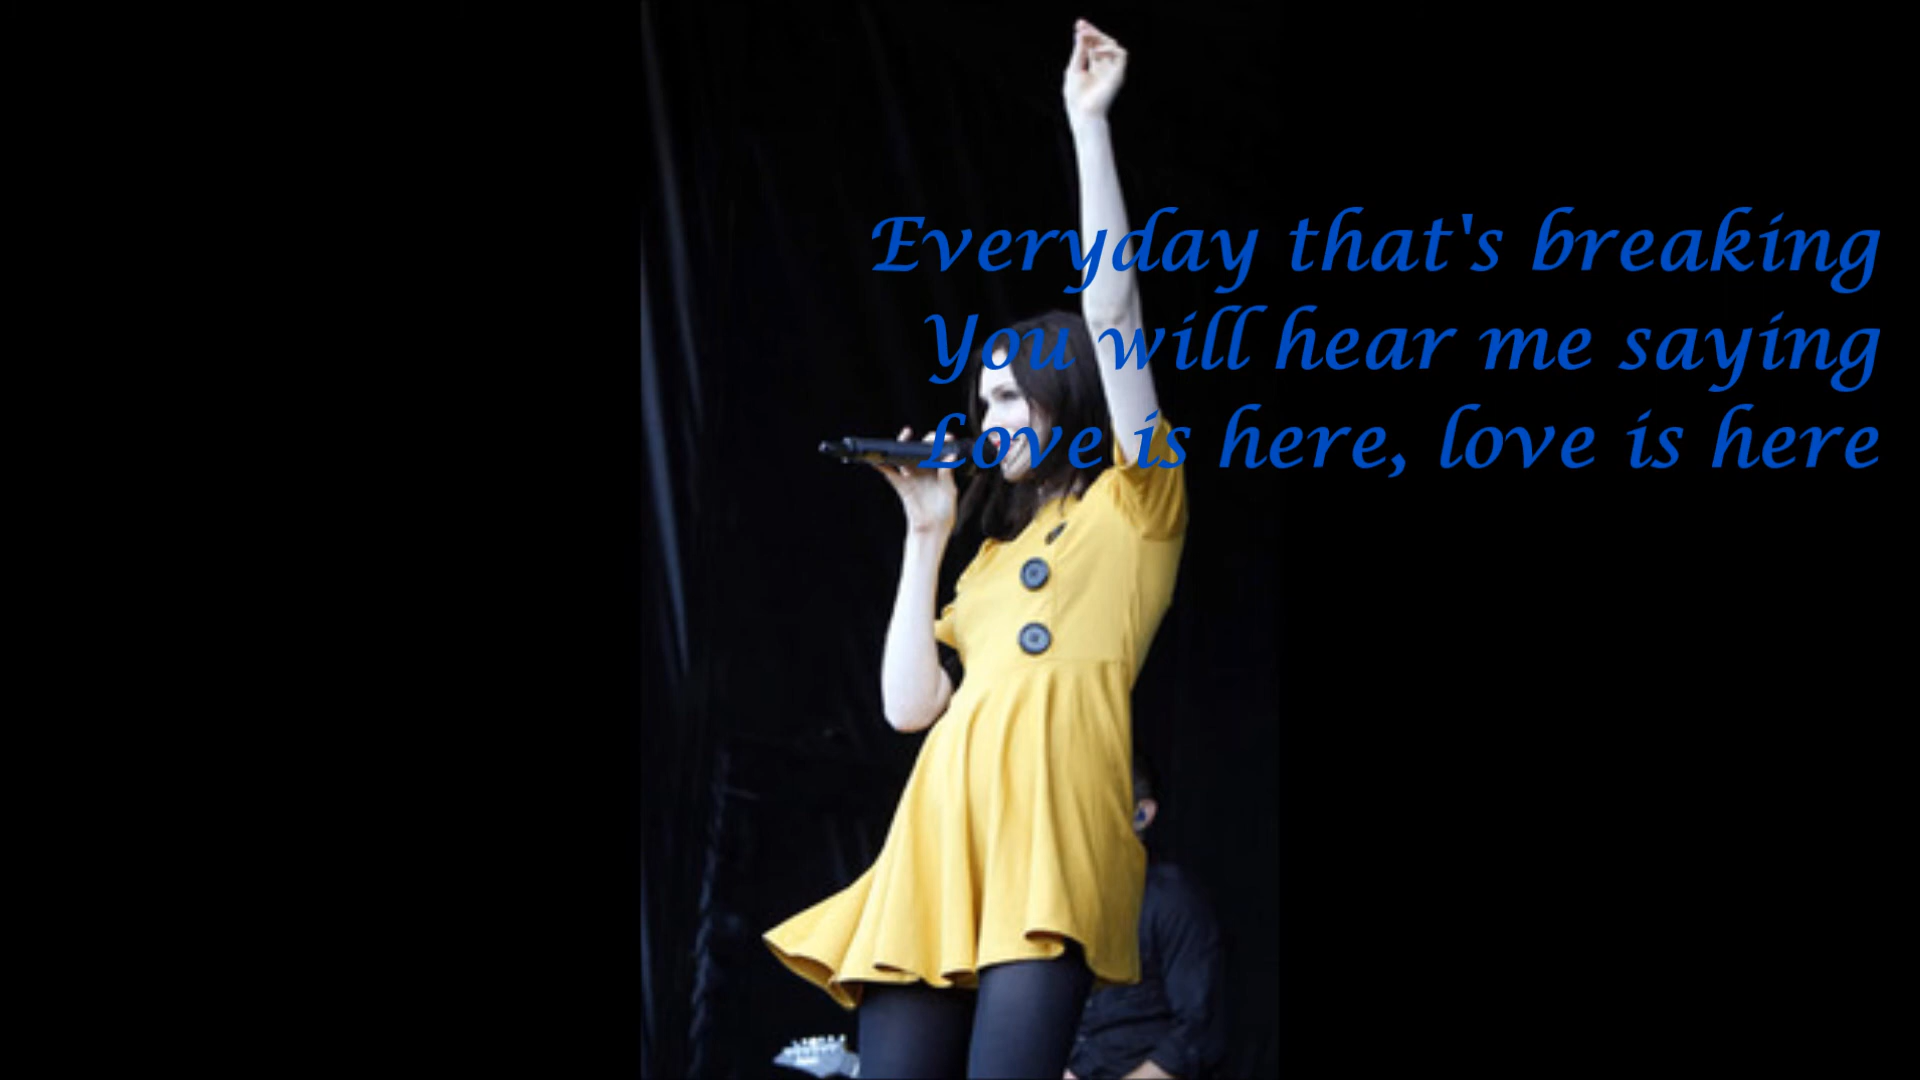 Everyday that's breaking
You will hear me saying
Love is here, love is here